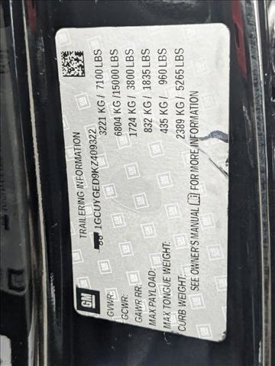 GM
TRAILERING INFORMATION
1GCUYGED9KZ409322
GVWR: 3221 KG / 7100 LBS
GCWR: 6804 KG / 15000 LBS
GAWR RR: 1724 KG / 3800 LBS
MAX PAYLOAD: 832 KG / 1835 LBS
MAX TONGUE WEIGHT: 435 KG / 960 LBS
CURB WEIGHT: 2389 KG / 5265 LBS
SEE OWNER'S MANUAL FOR MORE INFORMATION